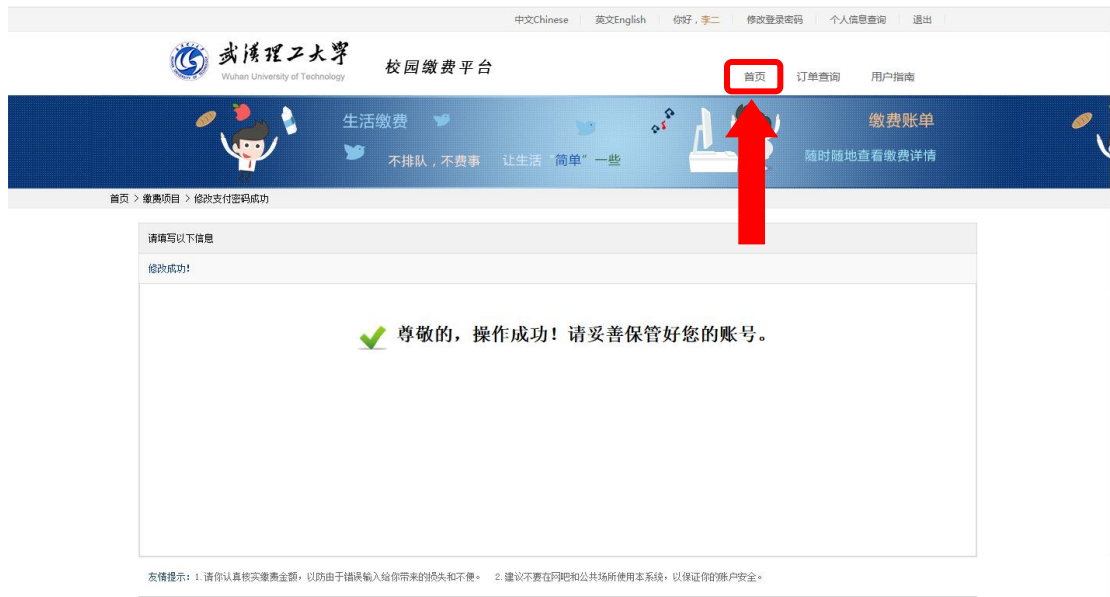 中文Chinese 英文English 你好，李二 修改登录密码 个人信息查询 退出
武汉理工大学
Wuhan University of Technology
校园缴费平台
首页 订单查询 用户指南
生活缴费
不排队，不费事 让生活“简单”一些
缴费账单
随时随地查看缴费详情
首页 > 缴费项目 > 修改支付密码成功
请填写以下信息
修改成功！
尊敬的，操作成功！请妥善保管好您的账号。
友情提示：1.请你认真核实缴费金额，以防由于错误输入给你带来的损失和不便。 2.建议不要在网吧和公共场所使用本系统，以保证你的账户安全。